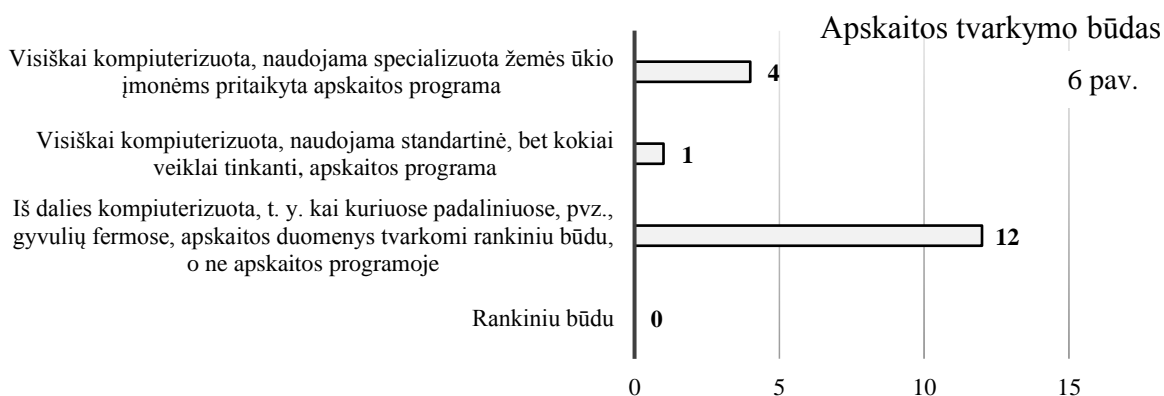 Apskaitos tvarkymo būdas
6 pav.
Visiškai kompiuterizuota, naudojama specializuota žemės ūkio
įmonėms pritaikyta apskaitos programa
4
Visiškai kompiuterizuota, naudojama standartinė, bet kokiai
veiklai tinkanti, apskaitos programa
1
Iš dalies kompiuterizuota, t. y. kai kuriuose padaliniuose, pvz.,
gyvulių fermose, apskaitos duomenys tvarkomi rankiniu būdu,
o ne apskaitos programoje
12
Rankiniu būdu
0
0 5 10 15